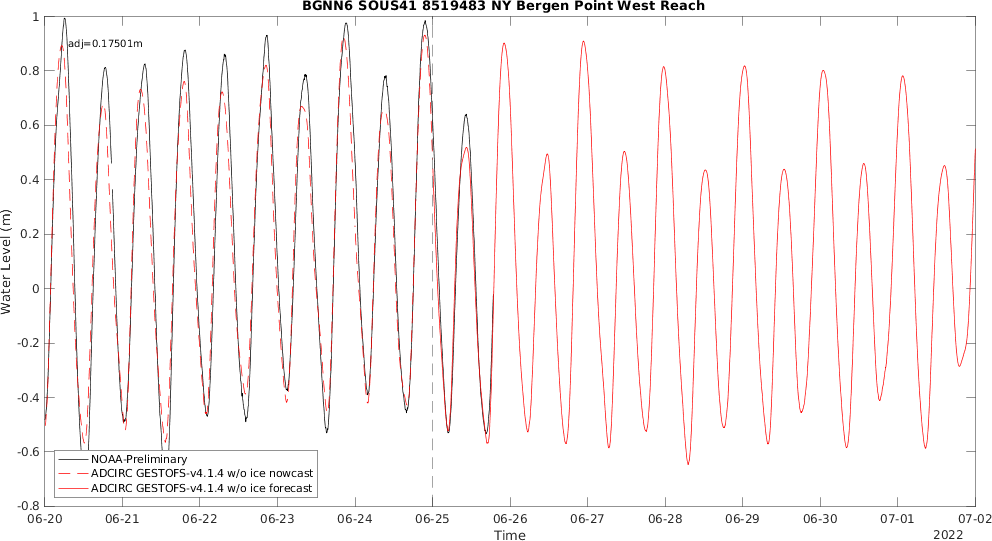 BGNN6 SOUS41 8519483 NY Bergen Point West Reach
1
adj=0.17501m
0.8
0.6
0.4
0.2
0
-0.2
-0.4
-0.6
-0.8
Water Level (m)
NOAA-Preliminary
ADCIRC GESTOFS-v4.1.4 w/o ice nowcast
ADCIRC GESTOFS-v4.1.4 w/o ice forecast
06-20 06-21 06-22 06-23 06-24 06-25 06-26 06-27 06-28 06-29 06-30 07-01 07-02
Time
2022